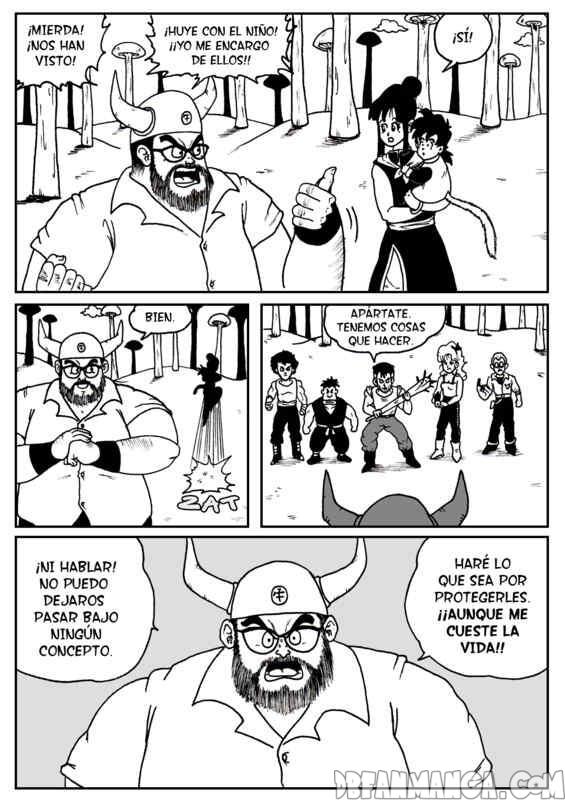 ¡MIERDA!
¡NOS HAN
VISTO!
¡HUYE CON EL NIÑO!
¡¡YO ME ENCARGO
DE ELLOS!!
¡SÍ!
BIEN.
ZAT
APÁRTATE.
TENEMOS COSAS
QUE HACER.
¡NI HABLAR!
NO PUEDO
DEJAROS
PASAR BAJO
NINGÚN
CONCEPTO.
HARÉ LO
QUE SEA POR
PROTEGERLES.
¡¡AUNQUE ME
CUESTE LA
VIDA!!
DBFANMANGA.COM